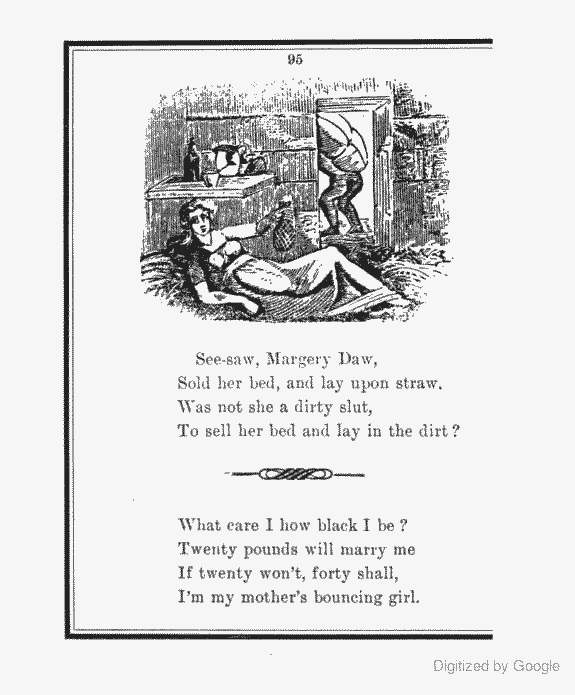 95
See-saw, Margery Daw,
Sold her bed, and lay upon straw.
Was not she a dirty slut,
To sell her bed and lay in the dirt?
What care I how black I be?
Twenty pounds will marry me
If twenty won't, forty shall,
I'm my mother's bouncing girl.
Digitized by Google